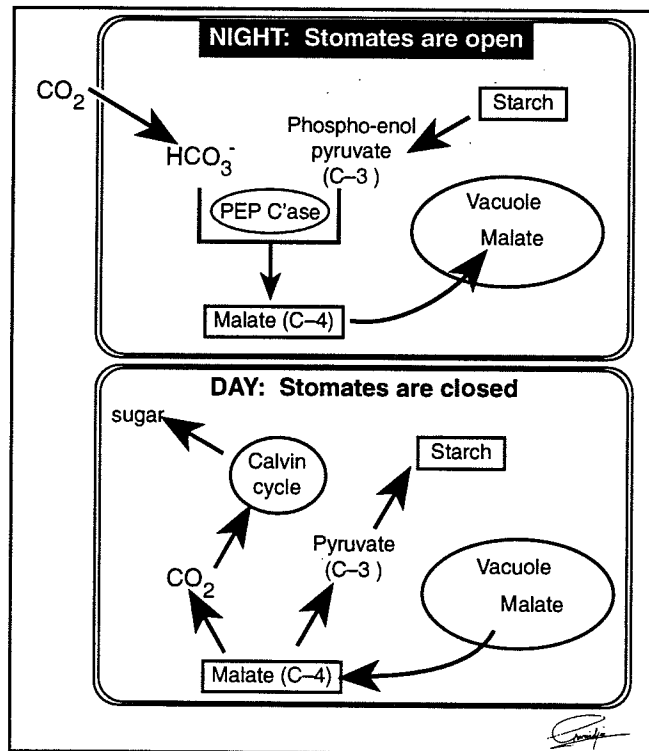 NIGHT: Stomates are open
CO2
HCO3-
Phospho-enol
pyruvate
(C–3 )
Starch
PEP C'ase
Vacuole
Malate
Malate (C–4)
DAY: Stomates are closed
sugar
Calvin
cycle
Starch
CO2
Pyruvate
(C–3 )
Vacuole
Malate
Malate (C–4)